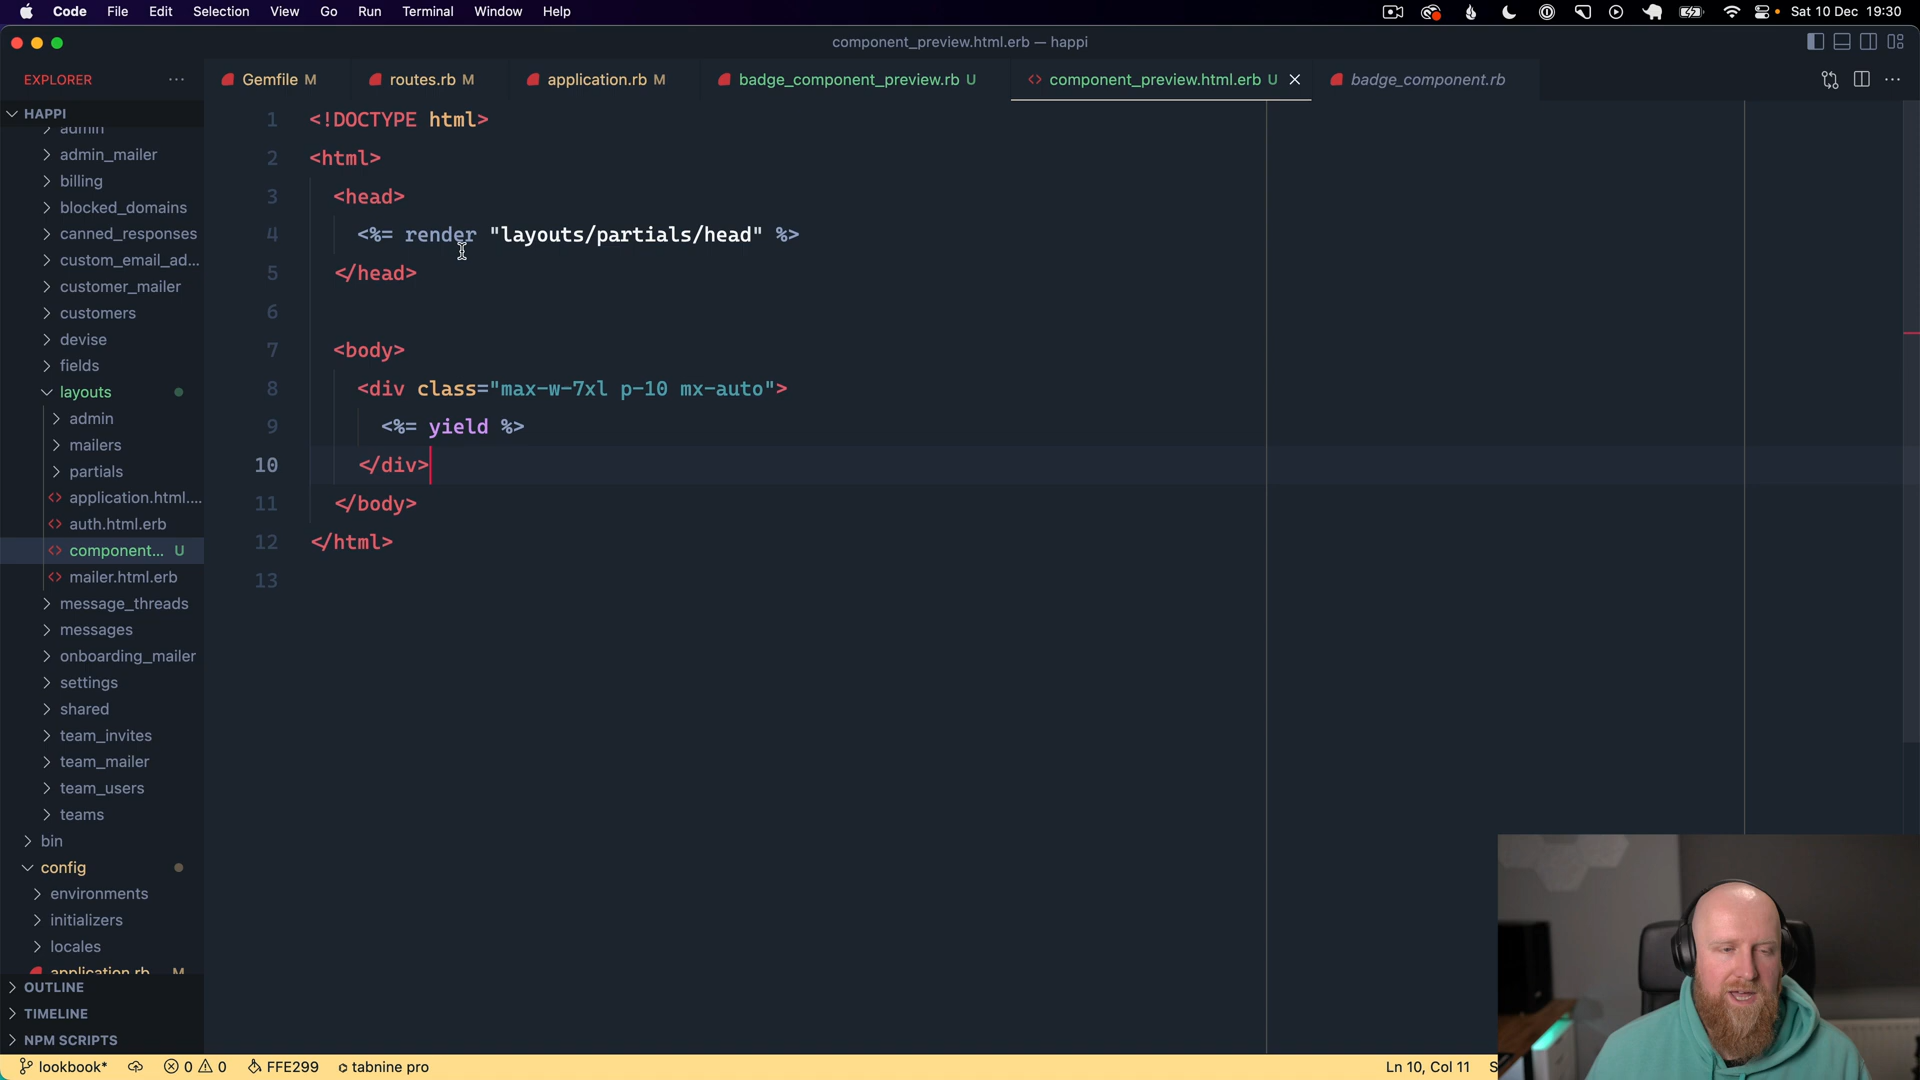 Code File Edit Selection View Go Run Terminal Window Help
Sat 10 Dec 19:30
component_preview.html.erb — happi
EXPLORER
Gemfile M
routes.rb M
application.rb M
badge_component_preview.rb U
component_preview.html.erb U
badge_component.rb
HAPPI
admin
admin_mailer
billing
blocked_domains
canned_responses
custom_email_ad...
customer_mailer
customers
devise
fields
layouts
admin
mailers
partials
application.html....
auth.html.erb
component... U
mailer.html.erb
message_threads
messages
onboarding_mailer
settings
shared
team_invites
team_mailer
team_users
teams
bin
config
environments
initializers
locales
application.rb M
OUTLINE
TIMELINE
NPM SCRIPTS
1 <!DOCTYPE html>
2 <html>
3 <head>
4 <%= render "layouts/partials/head" %>
5 </head>
6
7 <body>
8 <div class="max-w-7xl p-10 mx-auto">
9 <%= yield %>
10 </div>
11 </body>
12 </html>
13
lookbook* 0 0 FFE299 tabnine pro
Ln 10, Col 11 S